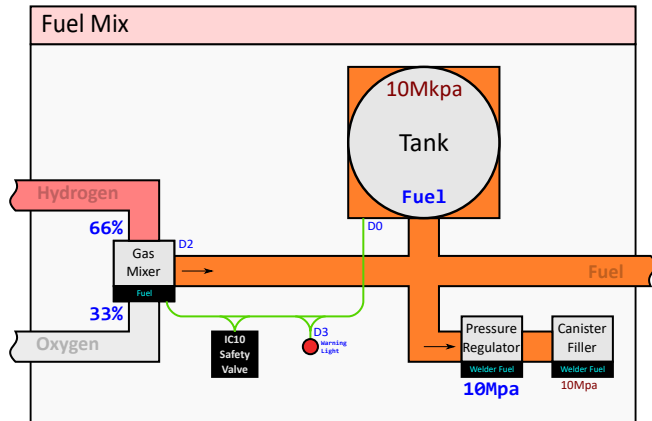 Fuel Mix
10Mkpa
Tank
Fuel
Hydrogen
66%
D2
D0
Gas
Mixer
Fuel
Fuel
33%
Oxygen
IC10
Safety
Valve
D3
Warning
Light
Pressure
Regulator
Welder Fuel
10Mpa
Canister
Filler
Welder Fuel
10Mpa